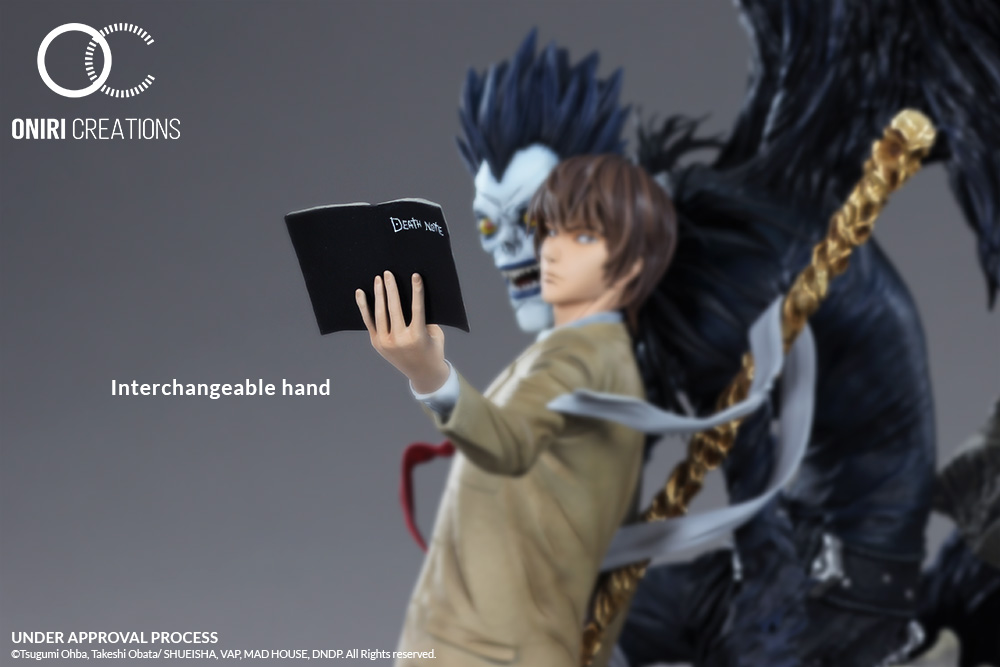 OC
ONIRI CREATIONS
DEATH NOTE
Interchangeable hand
UNDER APPROVAL PROCESS
©Tsugumi Ohba, Takeshi Obata/ SHUEISHA, VAP, MAD HOUSE, DNDP. All Rights reserved.